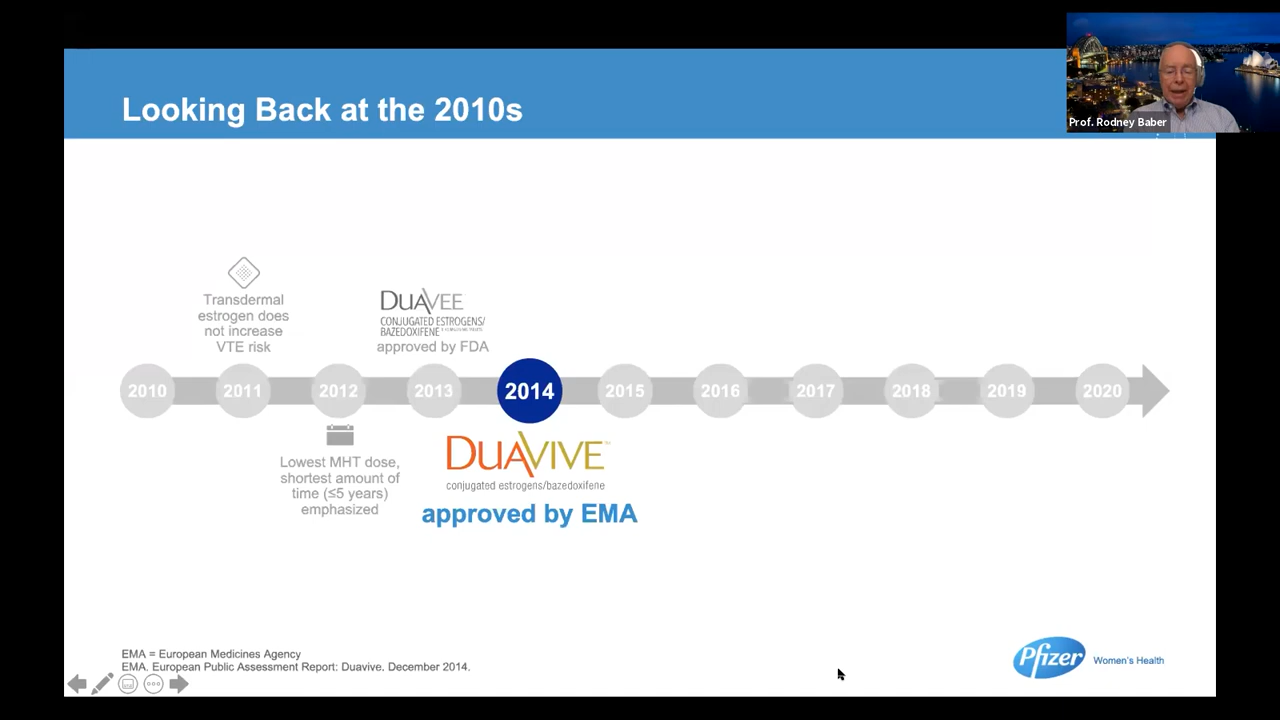 Looking Back at the 2010s
Prof. Rodney Baber
Transdermal
estrogen does
not increase
VTE risk
DUAVEE
CONJUGATED ESTROGENS/
BAZEDOXIFENE
approved by FDA
2010
2011
2012
2013
2014
2015
2016
2017
2018
2019
2020
Lowest MHT dose,
shortest amount of
time (≤5 years)
emphasized
DUAVIVE™
conjugated estrogens/bazedoxifene
approved by EMA
EMA = European Medicines Agency
EMA. European Public Assessment Report: Duavive. December 2014.
Pfizer
Women's Health